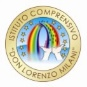 ISTITUTO COMPRENSIVO
"DON LORENZO MILANI"